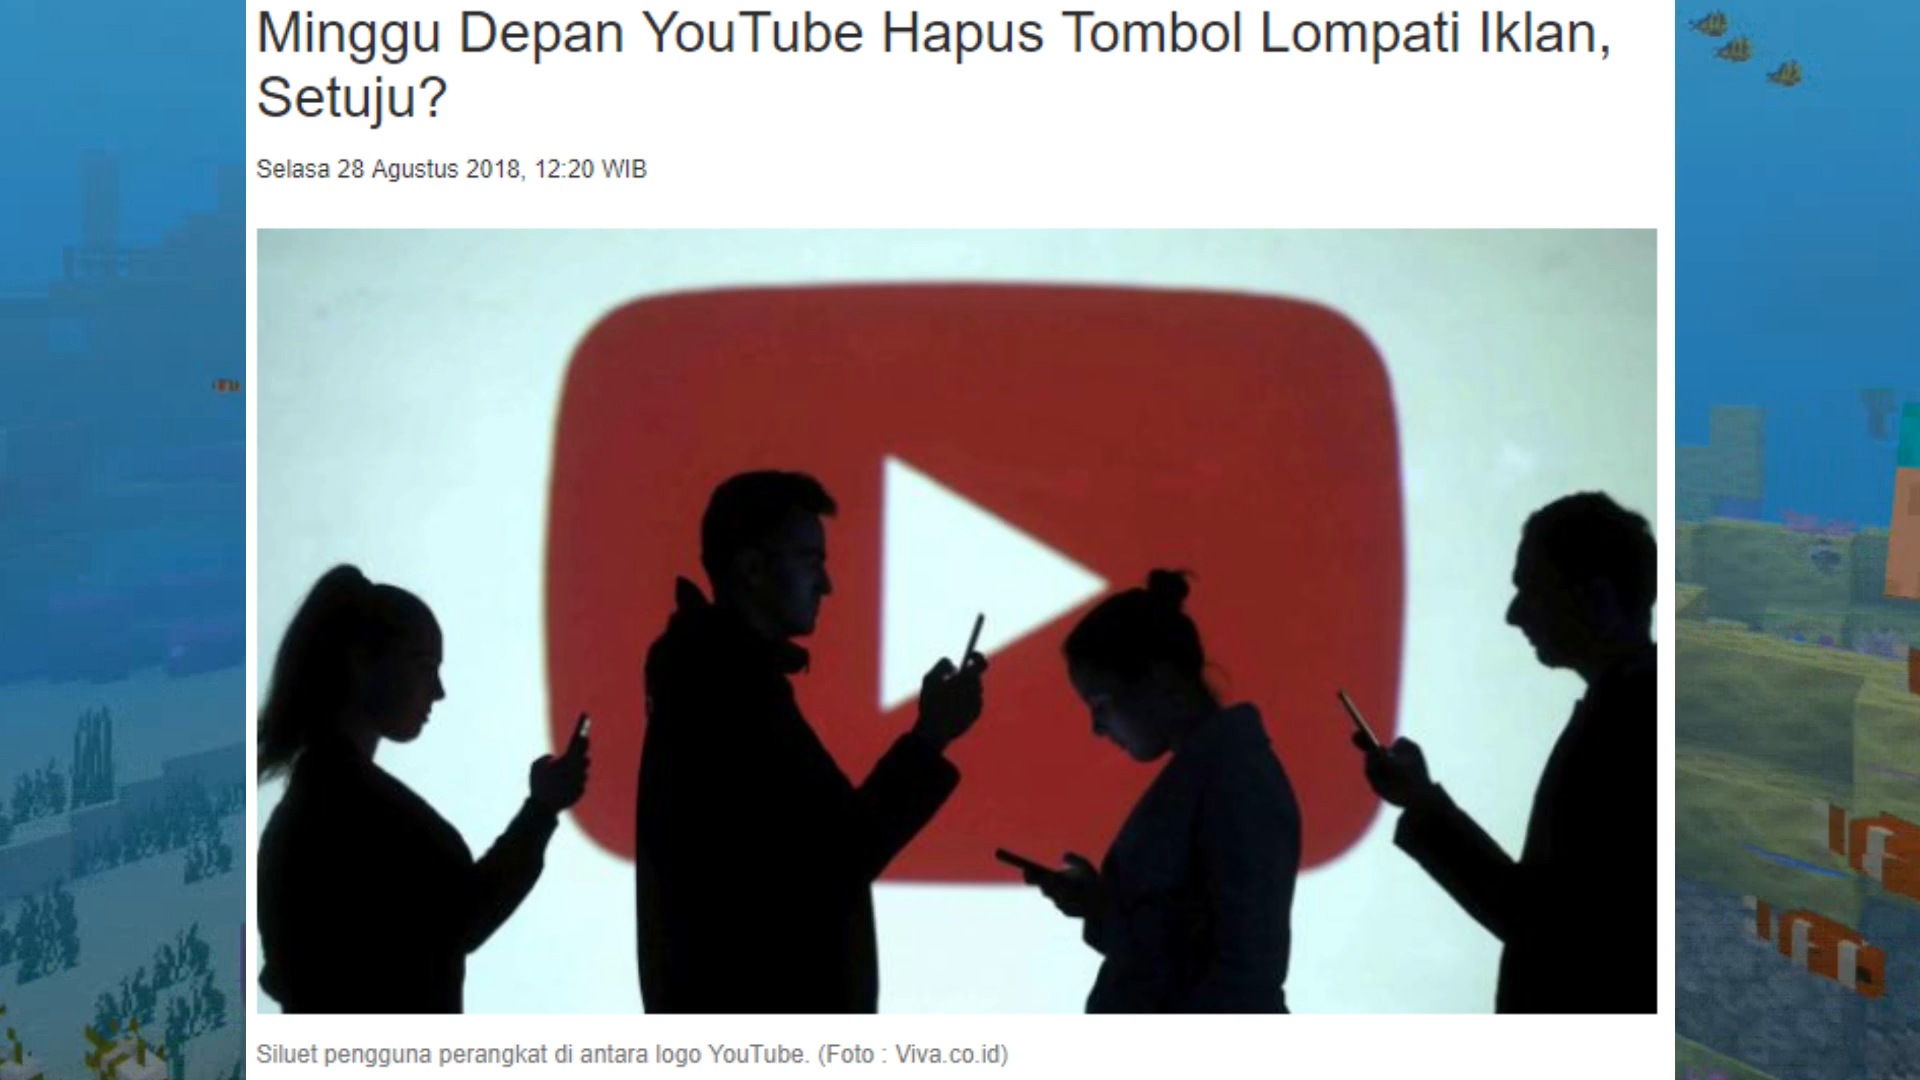 Minggu Depan YouTube Hapus Tombol Lompati Iklan,
Setuju?
Selasa 28 Agustus 2018, 12:20 WIB
Siluet pengguna perangkat di antara logo YouTube. (Foto : Viva.co.id)